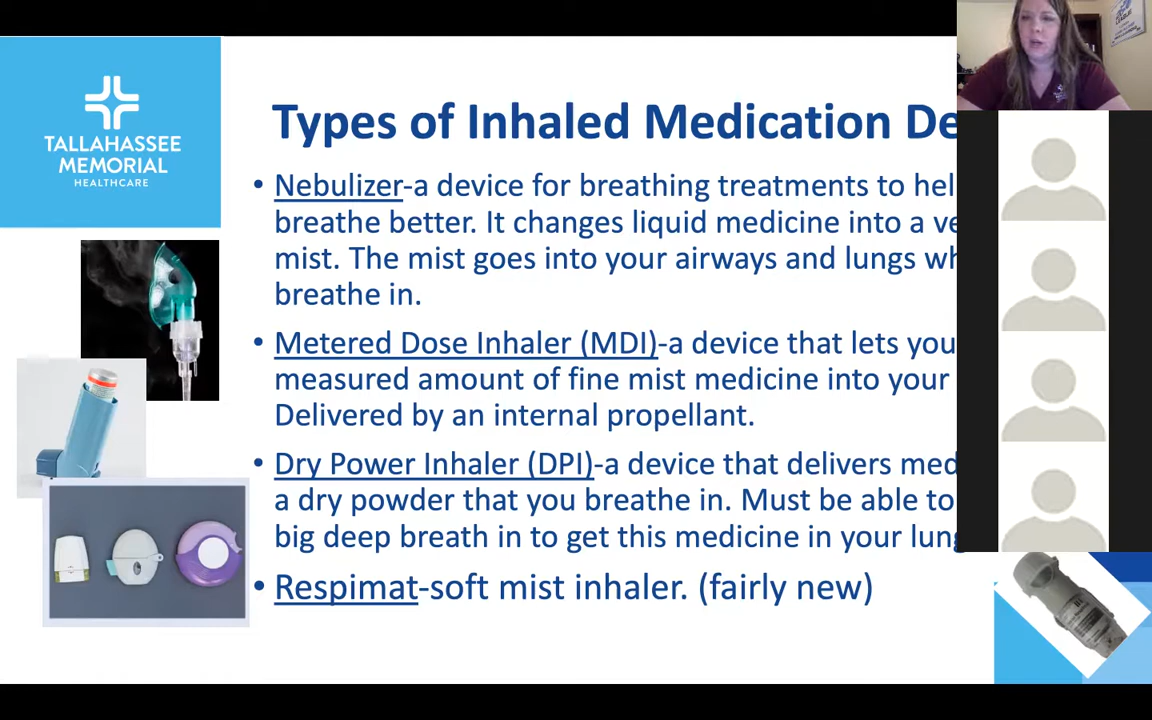 TALLAHASSEE
MEMORIAL
HEALTHCARE
Types of Inhaled Medication De
• Nebulizer-a device for breathing treatments to hel
breathe better. It changes liquid medicine into a ve
mist. The mist goes into your airways and lungs wh
breathe in.
• Metered Dose Inhaler (MDI)-a device that lets you
measured amount of fine mist medicine into your
Delivered by an internal propellant.
• Dry Power Inhaler (DPI)-a device that delivers med
a dry powder that you breathe in. Must be able to
big deep breath in to get this medicine in your lung
• Respimat-soft mist inhaler. (fairly new)